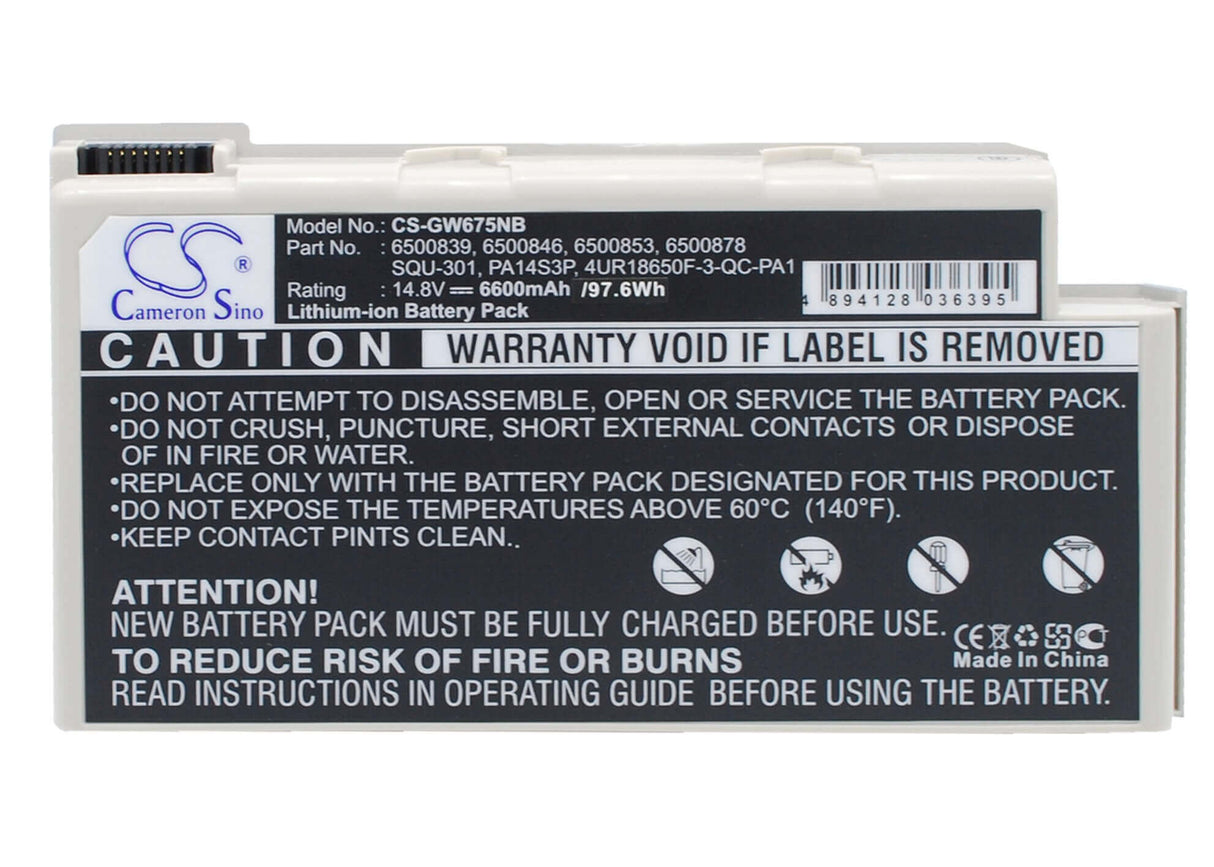 CS
®
Cameron Sino
Model No.: CS-GW675NB
Part No. : 6500839, 6500846, 6500853, 6500878
SQU-301, PA14S3P, 4UR18650F-3-QC-PA1
Rating : 14.8V 6600mAh /97.6Wh
Lithium-ion Battery Pack
4 894128 036395
CAUTION WARRANTY VOID IF LABEL IS REMOVED
•DO NOT ATTEMPT TO DISASSEMBLE, OPEN OR SERVICE THE BATTERY PACK.
•DO NOT CRUSH, PUNCTURE, SHORT EXTERNAL CONTACTS OR DISPOSE
OF IN FIRE OR WATER.
•REPLACE ONLY WITH THE BATTERY PACK DESIGNATED FOR THIS PRODUCT.
•DO NOT EXPOSE THE TEMPERATURES ABOVE 60°C (140°F).
•KEEP CONTACT PINTS CLEAN..
ATTENTION!
NEW BATTERY PACK MUST BE FULLY CHARGED BEFORE USE.
CE PCT
TO REDUCE RISK OF FIRE OR BURNS
Made In China
READ INSTRUCTIONS IN OPERATING GUIDE BEFORE USING THE BATTERY.